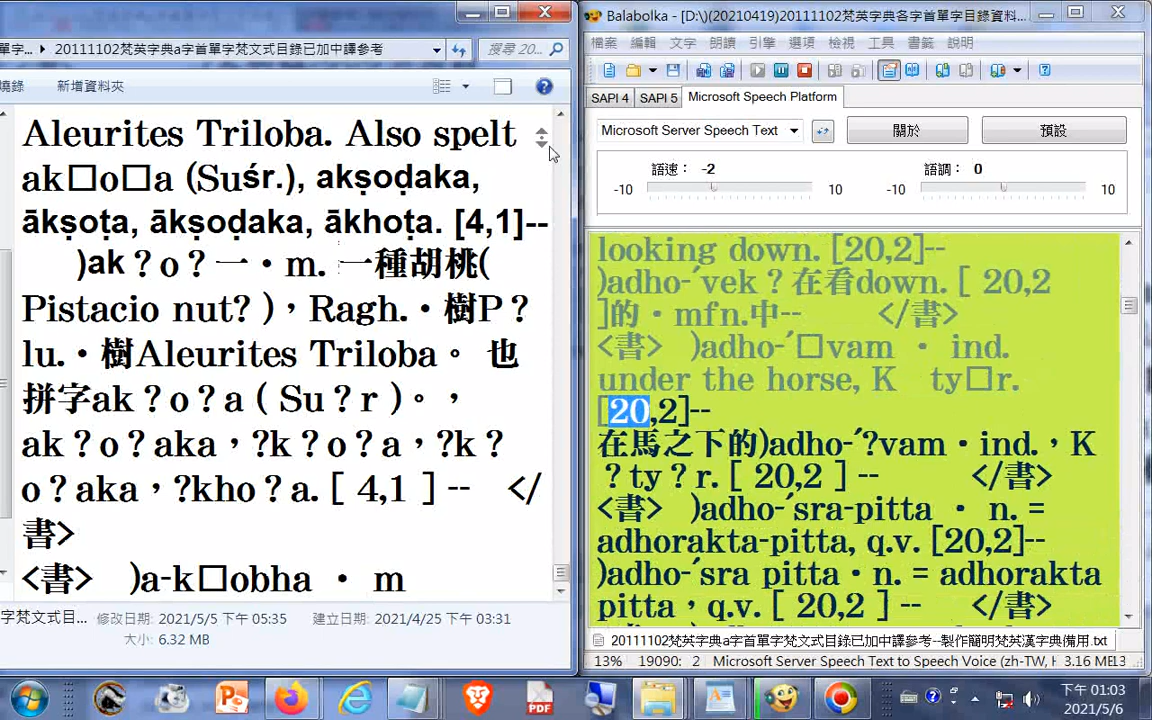 單字... ▸ 20111102梵英字典a字首單字梵文式目錄已加中譯參考
搜尋 20...
燒錄 新增資料夾
Aleurites Triloba. Also spelt
ak□o□a (Suśr.), akṣoḍaka,
ākṣoṭa, ākṣoḍaka, ākhoṭa. [4,1]--
)ak？o？一・m. 一種胡桃(
Pistacio nut? )，Ragh.・樹P？
lu.・樹Aleurites Triloba。 也
拼字ak？o？a ( Su？r )。，
ak？o？aka，?k？o？a，?k？
o？aka，?kho？a. [ 4,1 ] -- </
書>
<書> )a-k□obha ・ m
字梵文式目... 修改日期: 2021/5/5 下午 05:35 建立日期: 2021/4/25 下午 03:31
大小: 6.32 MB
Balabolka - [D:\)(20210419)20111102梵英字典各字首單字目錄資料...
檔案 編輯 文字 朗讀 引擎 選項 檢視 工具 書籤 說明
SAPI 4 SAPI 5 Microsoft Speech Platform
Microsoft Server Speech Text 關於 預設
語速： -2 語調： 0
-10 10 -10 10
looking down. [20,2]--
)adho-´vek？在看down. [ 20,2
]的・mfn.中-- </書>
<書> )adho-´□vam ・ ind.
under the horse, K ty□r.
[20,2]--
在馬之下的)adho-´?vam・ind.，K
？ty？r. [ 20,2 ] -- </書>
<書> )adho-´sra-pitta ・ n. =
adhorakta-pitta, q.v. [20,2]--
)adho-´sra pitta・n. = adhorakta
pitta，q.v. [ 20,2 ] -- </書>
20111102梵英字典a字首單字梵文式目錄已加中譯參考--製作簡明梵英漢字典備用.txt
13% 19090: 2 Microsoft Server Speech Text to Speech Voice (zh-TW, H 3.16 ME
PDF
下午 01:03
2021/5/6